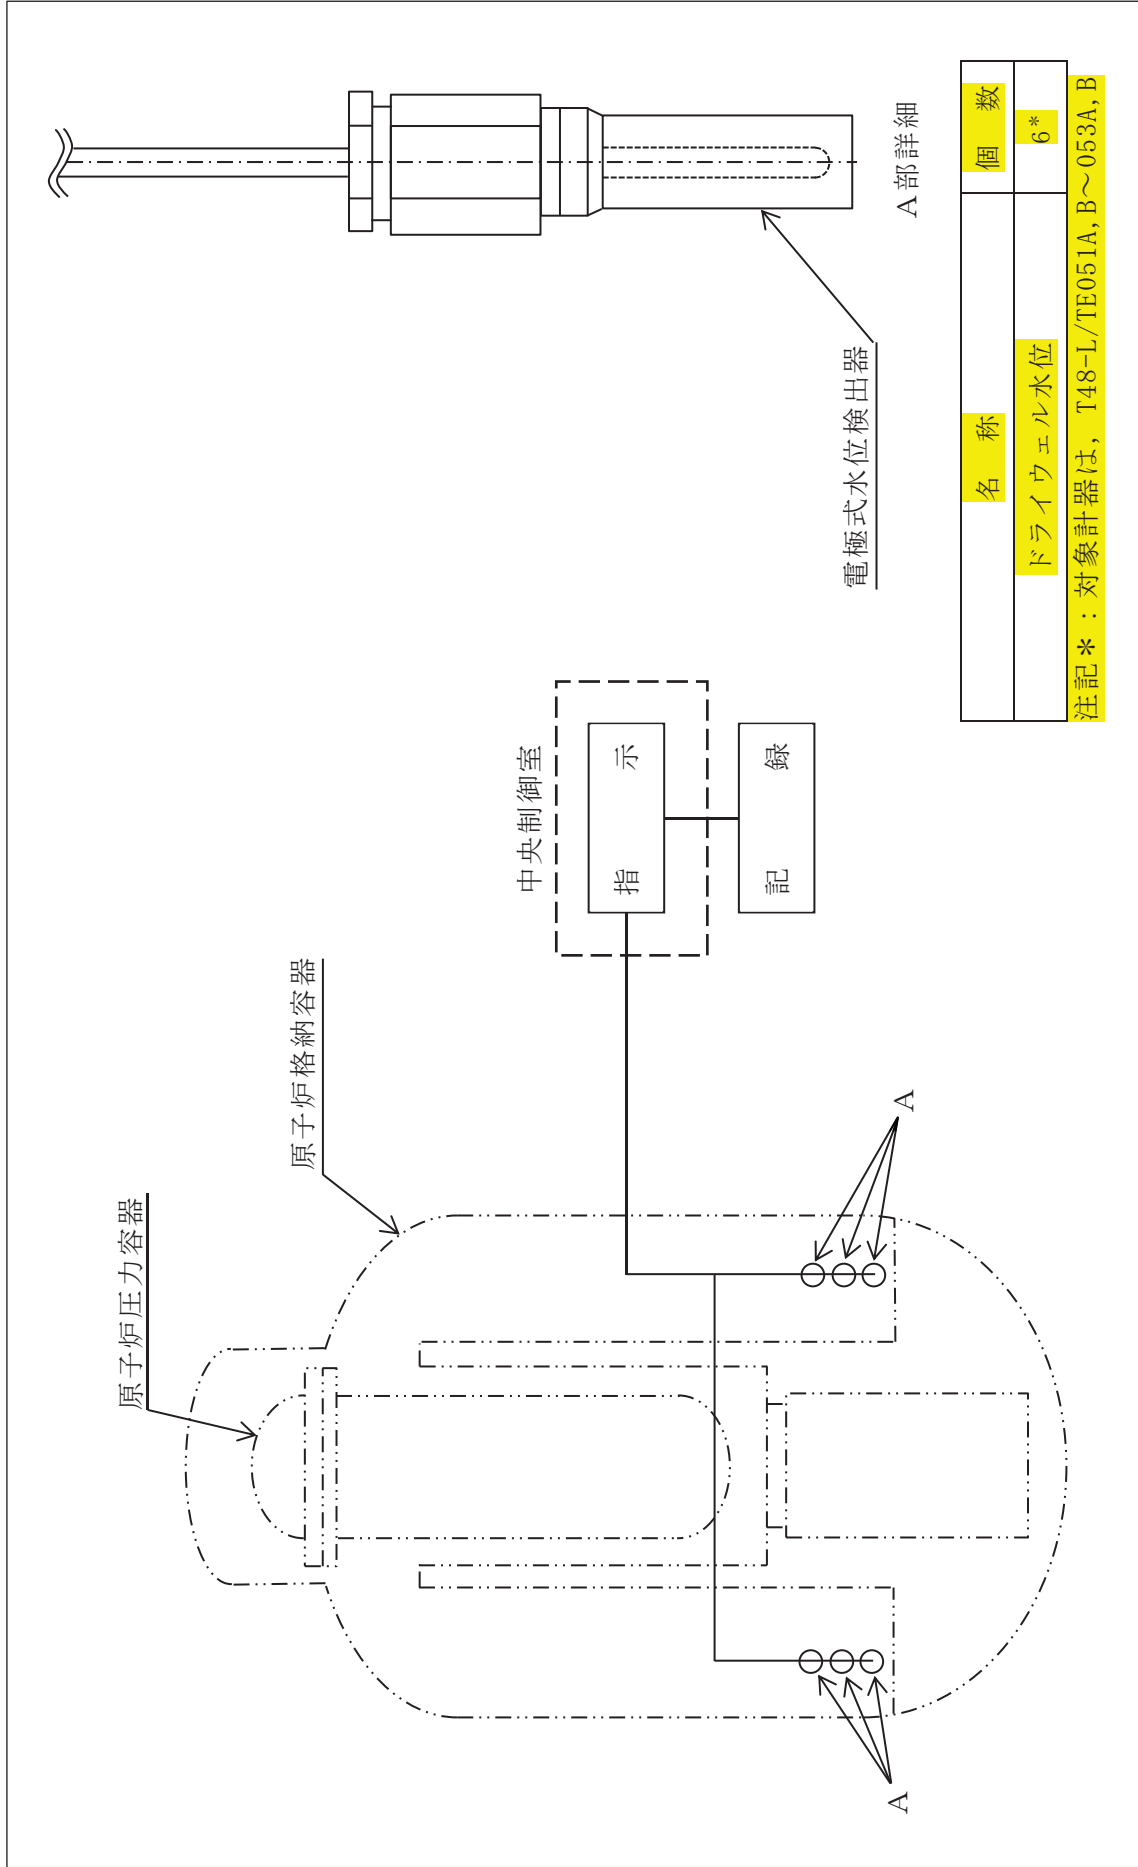 原子炉圧力容器
原子炉格納容器
中央制御室
指示
記録
A
A
電極式水位検出器
A部詳細
名称 個数
ドライウェル水位 6*
注記*:対象計器は, T48-L/TE051A, B~053A, B